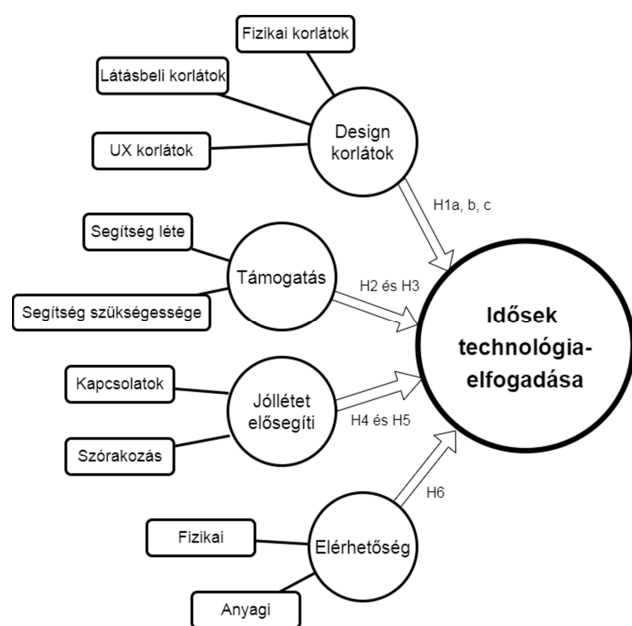 Fizikai korlátok
Látásbeli korlátok
UX korlátok
Design
korlátok
H1a, b, c
Segítség léte
Segítség szükségessége
Támogatás
H2 és H3
Idősek
technológia-
elfogadása
Kapcsolatok
Szórakozás
Jóllétet
elősegíti
H4 és H5
Fizikai
Anyagi
Elérhetőség
H6